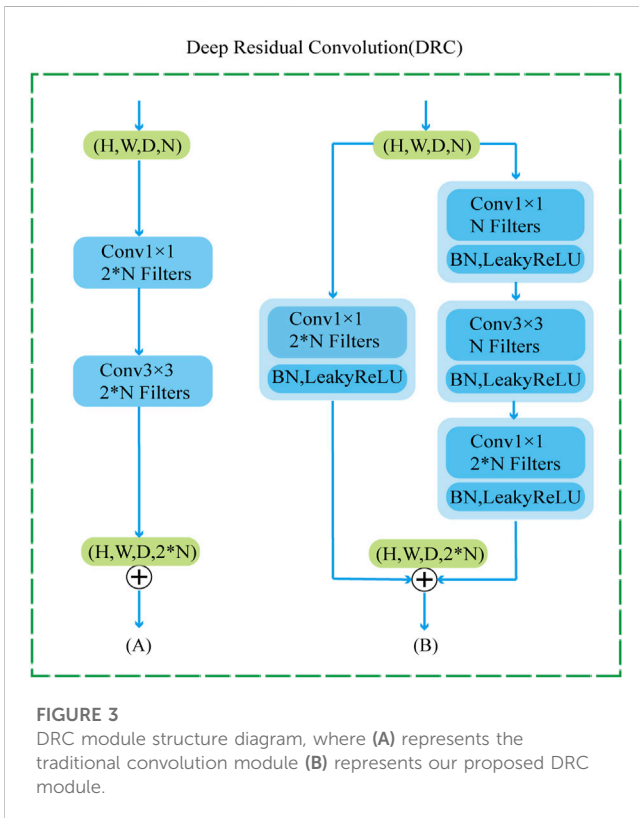 Deep Residual Convolution(DRC)
(H,W,D,N)
Conv1×1
2*N Filters
Conv3×3
2*N Filters
(H,W,D,2*N)
(A)
(H,W,D,N)
Conv1×1
2*N Filters
BN,LeakyReLU
Conv1×1
N Filters
BN,LeakyReLU
Conv3×3
N Filters
BN,LeakyReLU
Conv1×1
2*N Filters
BN,LeakyReLU
(H,W,D,2*N)
(B)
FIGURE 3
DRC module structure diagram, where (A) represents the
traditional convolution module (B) represents our proposed DRC
module.